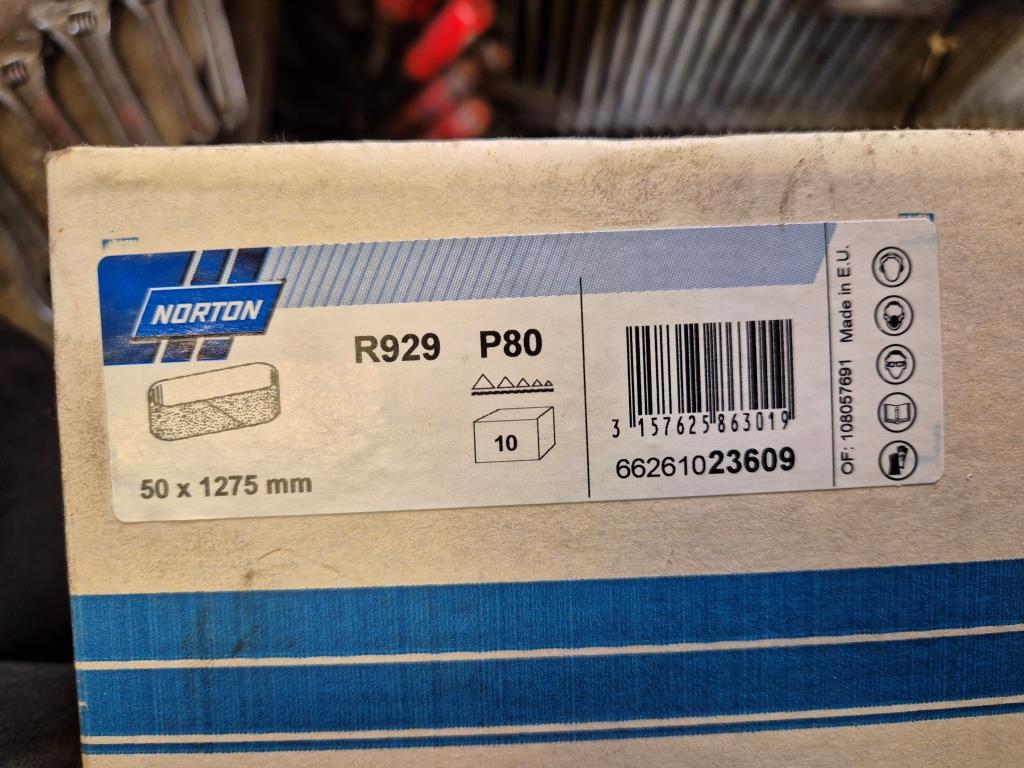 NORTON
R929 P80
10
50 x 1275 mm
3 157625 863019
66261023609
OF: 108057691 Made in E.U.